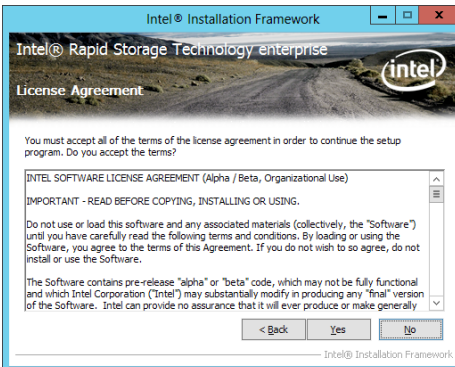 Intel® Installation Framework
Intel® Rapid Storage Technology enterprise
intel
License Agreement
You must accept all of the terms of the license agreement in order to continue the setup
program. Do you accept the terms?
INTEL SOFTWARE LICENSE AGREEMENT (Alpha / Beta, Organizational Use)
IMPORTANT - READ BEFORE COPYING, INSTALLING OR USING.
Do not use or load this software and any associated materials (collectively, the "Software")
until you have carefully read the following terms and conditions. By loading or using the
Software, you agree to the terms of this Agreement. If you do not wish to so agree, do not
install or use the Software.
The Software contains pre-release "alpha" or "beta" code, which may not be fully functional
and which Intel Corporation ("Intel") may substantially modify in producing any "final" version
of the Software.  Intel can provide no assurance that it will ever produce or make generally
< Back
Yes
No
Intel® Installation Framework